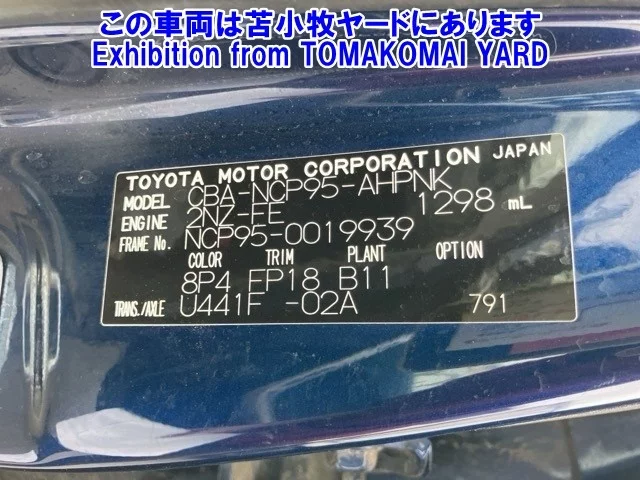 この車両は苫小牧ヤードにあります
Exhibition from TOMAKOMAI YARD
TOYOTA MOTOR CORPORATION JAPAN
MODEL CBA-NCP95-AHPNK
ENGINE 2NZ-FE 1298 mL
FRAME No. NCP95-0019939
COLOR TRIM PLANT OPTION
8P4 FP18 B11
TRANS./AXLE U441F -02A 791